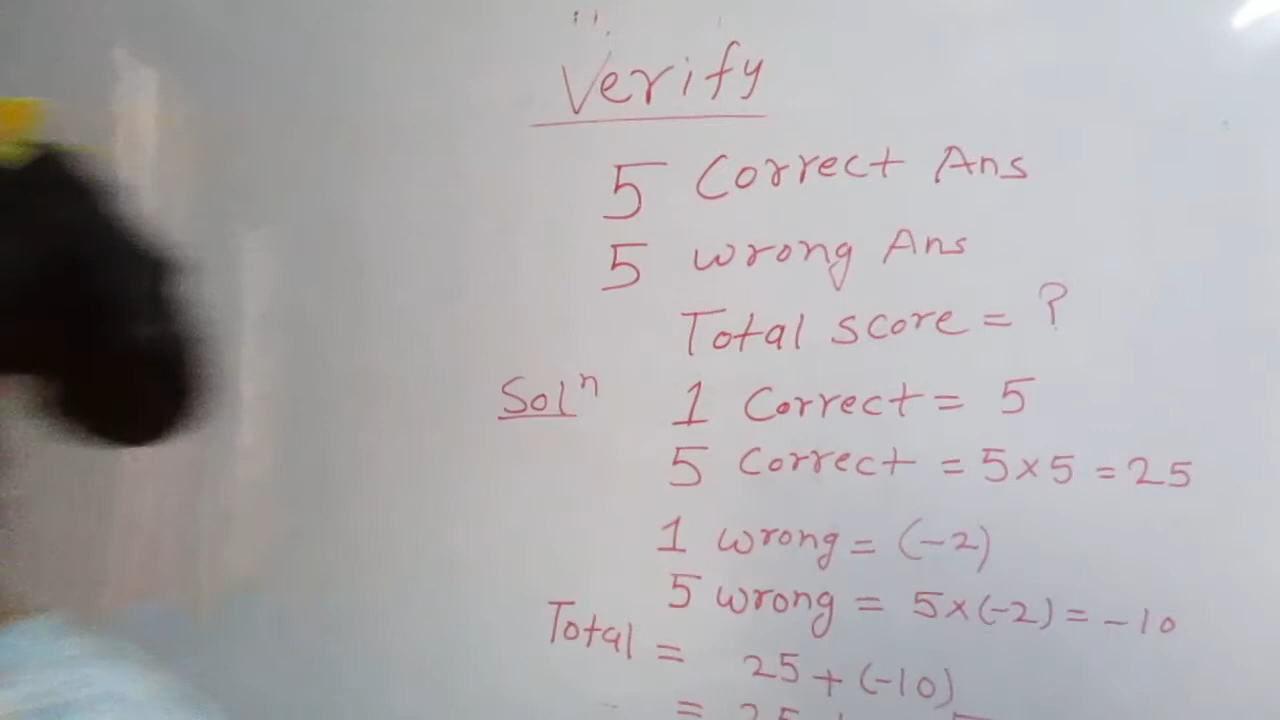 Verify
5 Correct Ans
5 wrong Ans
Total score = ?
Solⁿ 1 Correct = 5
5 Correct = 5×5 = 25
1 wrong = (-2)
5 wrong = 5×(-2) = -10
Total = 25 + (-10)
= 25